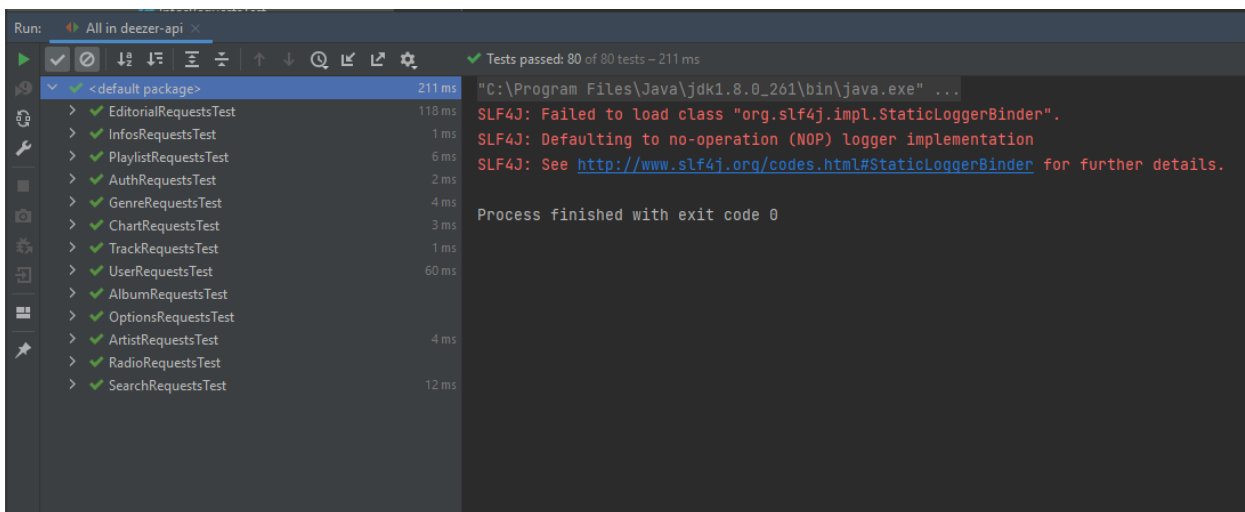 Run:
All in deezer-api
Tests passed: 80 of 80 tests – 211 ms
<default package> 211 ms
EditorialRequestsTest 118 ms
InfosRequestsTest 1 ms
PlaylistRequestsTest 6 ms
AuthRequestsTest 2 ms
GenreRequestsTest 4 ms
ChartRequestsTest 3 ms
TrackRequestsTest 1 ms
UserRequestsTest 60 ms
AlbumRequestsTest
OptionsRequestsTest
ArtistRequestsTest 4 ms
RadioRequestsTest
SearchRequestsTest 12 ms
"C:\Program Files\Java\jdk1.8.0_261\bin\java.exe" ...
SLF4J: Failed to load class "org.slf4j.impl.StaticLoggerBinder".
SLF4J: Defaulting to no-operation (NOP) logger implementation
SLF4J: See http://www.slf4j.org/codes.html#StaticLoggerBinder for further details.
Process finished with exit code 0